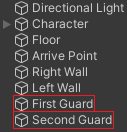 Directional Light
Character
Floor
Arrive Point
Right Wall
Left Wall
First Guard
Second Guard